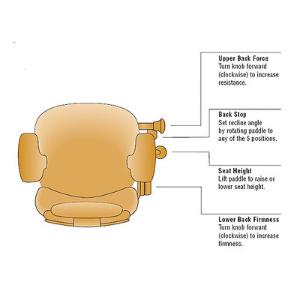 Upper Back Force
Turn knob forward
(clockwise) to increase
resistance.
Back Stop
Set recline angle
by rotating paddle to
any of the 5 positions.
Seat Height
Lift paddle to raise or
lower seat height.
Lower Back Firmness
Turn knob forward
(clockwise) to increase
firmness.